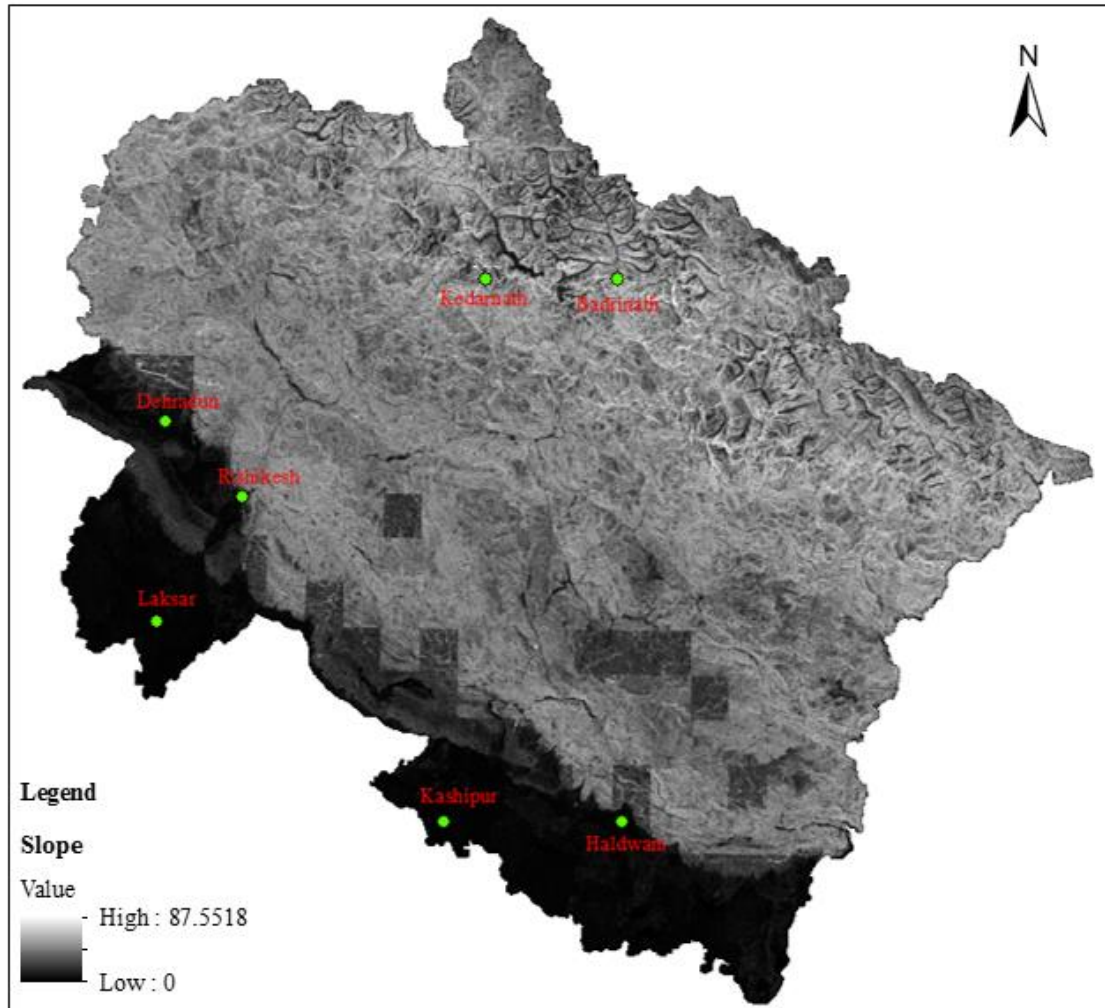 N
Kedarnath
Badrinath
Dehradun
Rishikesh
Laksar
Kashipur
Haldwani
Legend
Slope
Value
High : 87.5518
Low : 0